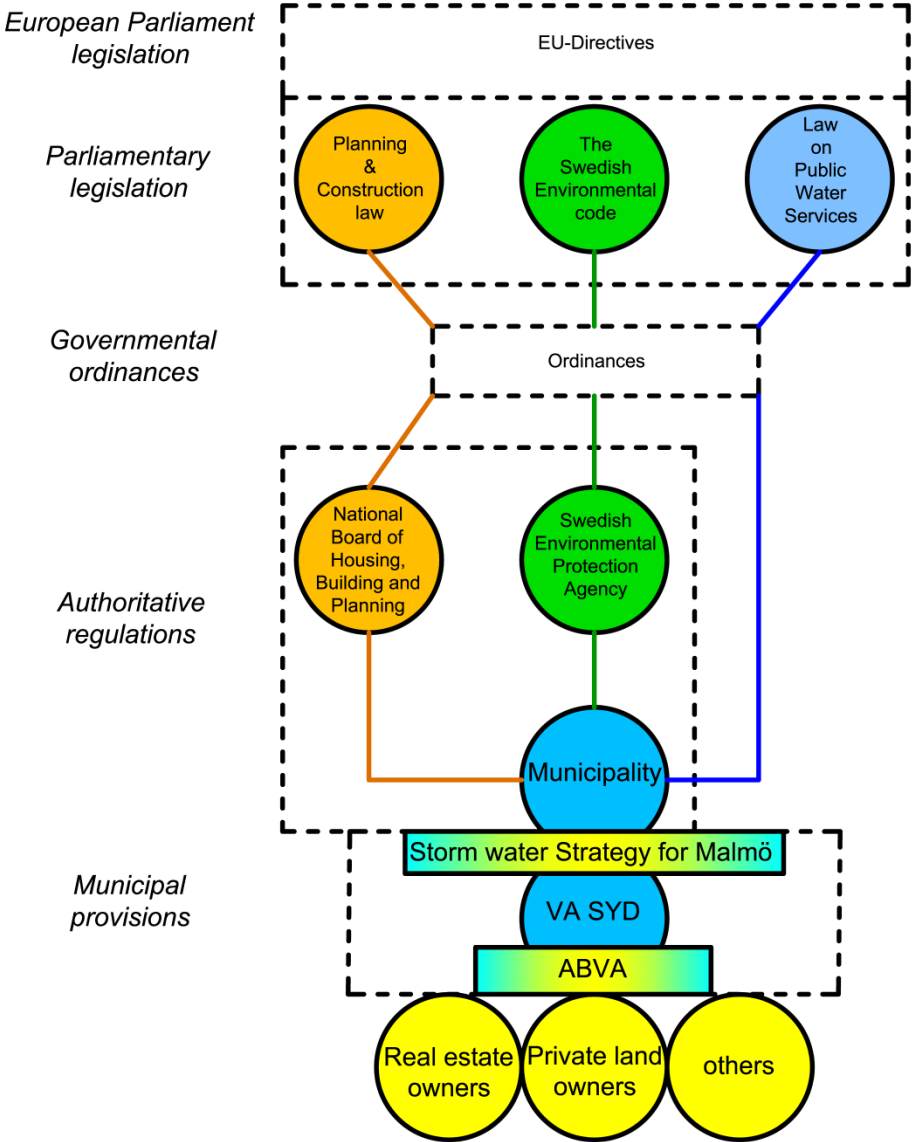 European Parliament
legislation
EU-Directives
Parliamentary
legislation
Planning
&
Construction
law
The
Swedish
Environmental
code
Law
on
Public
Water
Services
Governmental
ordinances
Ordinances
Authoritative
regulations
National
Board of
Housing,
Building and
Planning
Swedish
Environmental
Protection
Agency
Municipality
Storm water Strategy for Malmö
Municipal
provisions
VA SYD
ABVA
Real estate
owners
Private land
owners
others